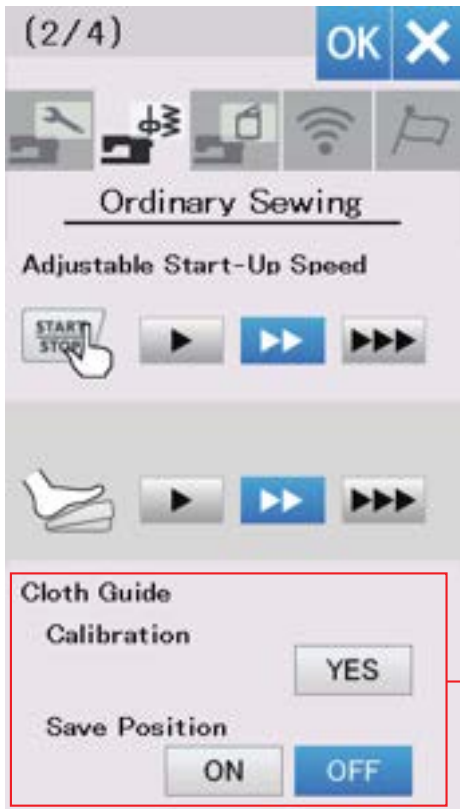 (2/4)
OK
Ordinary Sewing
Adjustable Start-Up Speed
START
STOP
Cloth Guide
Calibration
YES
Save Position
ON OFF